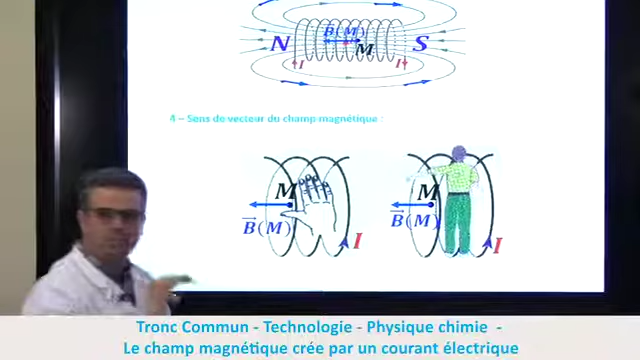 B(M)
N
M
S
I
I
4 – Sens de vecteur du champ magnétique :
M
M
B(M)
B(M)
I
I
Tronc Commun - Technologie - Physique chimie -
Le champ magnétique crée par un courant électrique